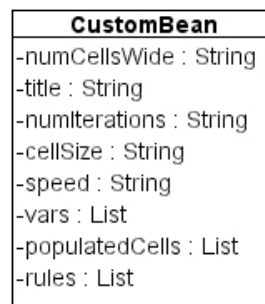 CustomBean
-numCellsWide : String
-title : String
-numIterations : String
-cellSize : String
-speed : String
-vars : List
-populatedCells : List
-rules : List